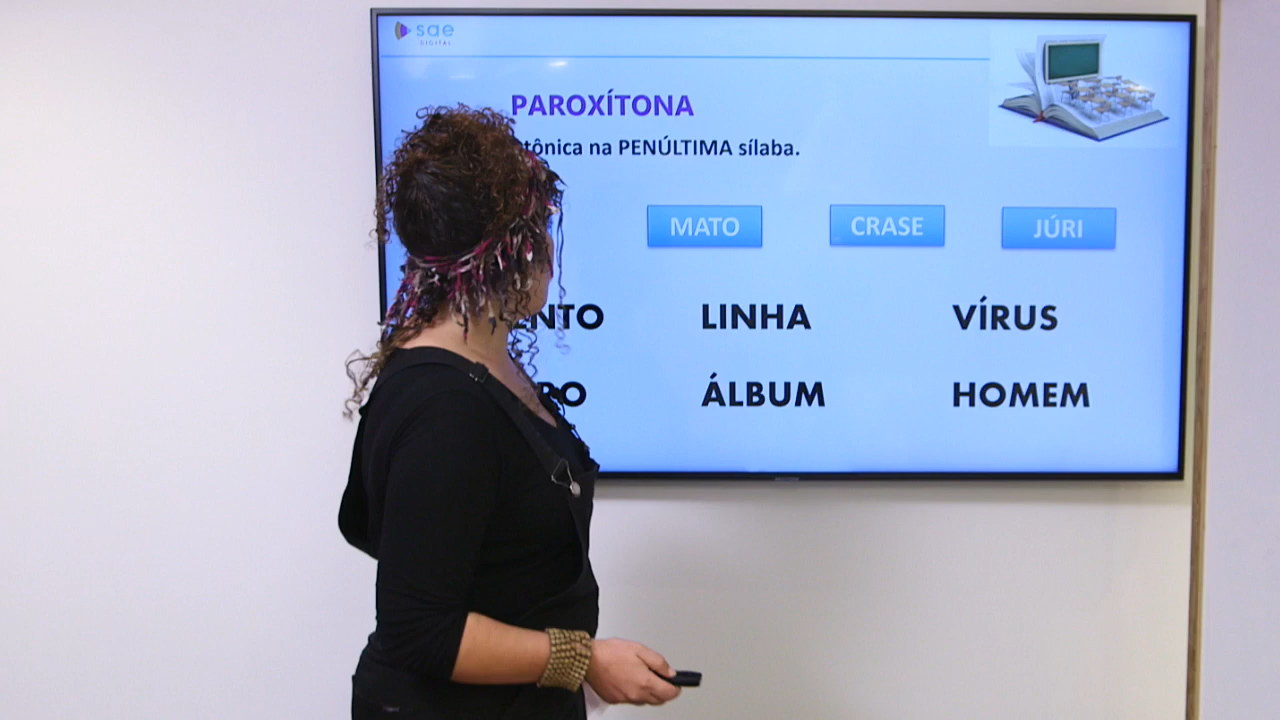 sae
DIGITAL
PAROXÍTONA
tônica na PENÚLTIMA sílaba.
MATO CRASE JÚRI
LINHA VÍRUS
ÁLBUM HOMEM